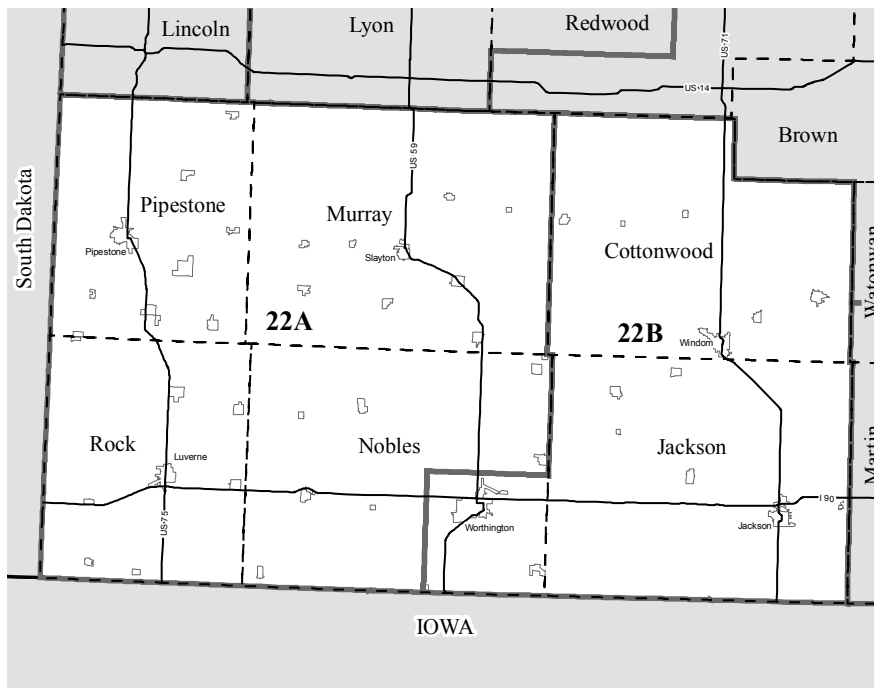 Lincoln
Lyon
Redwood
US-71
US-14
Brown
US-59
South Dakota
Pipestone
Murray
Cottonwood
Pipestone
Slayton
Watonwan
22A
22B
Windom
Rock
Nobles
Jackson
Martin
Luverne
I 90
US-75
Worthington
Jackson
IOWA